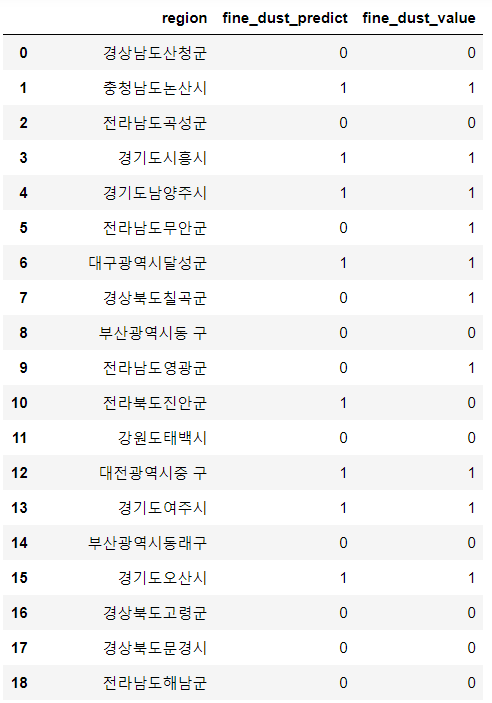 region fine_dust_predict fine_dust_value
0 경상남도산청군 0 0
1 충청남도논산시 1 1
2 전라남도곡성군 0 0
3 경기도시흥시 1 1
4 경기도남양주시 1 1
5 전라남도무안군 0 1
6 대구광역시달성군 1 1
7 경상북도칠곡군 0 1
8 부산광역시동 구 0 0
9 전라남도영광군 0 1
10 전라북도진안군 1 0
11 강원도태백시 0 0
12 대전광역시중 구 1 1
13 경기도여주시 1 1
14 부산광역시동래구 0 0
15 경기도오산시 1 1
16 경상북도고령군 0 0
17 경상북도문경시 0 0
18 전라남도해남군 0 0